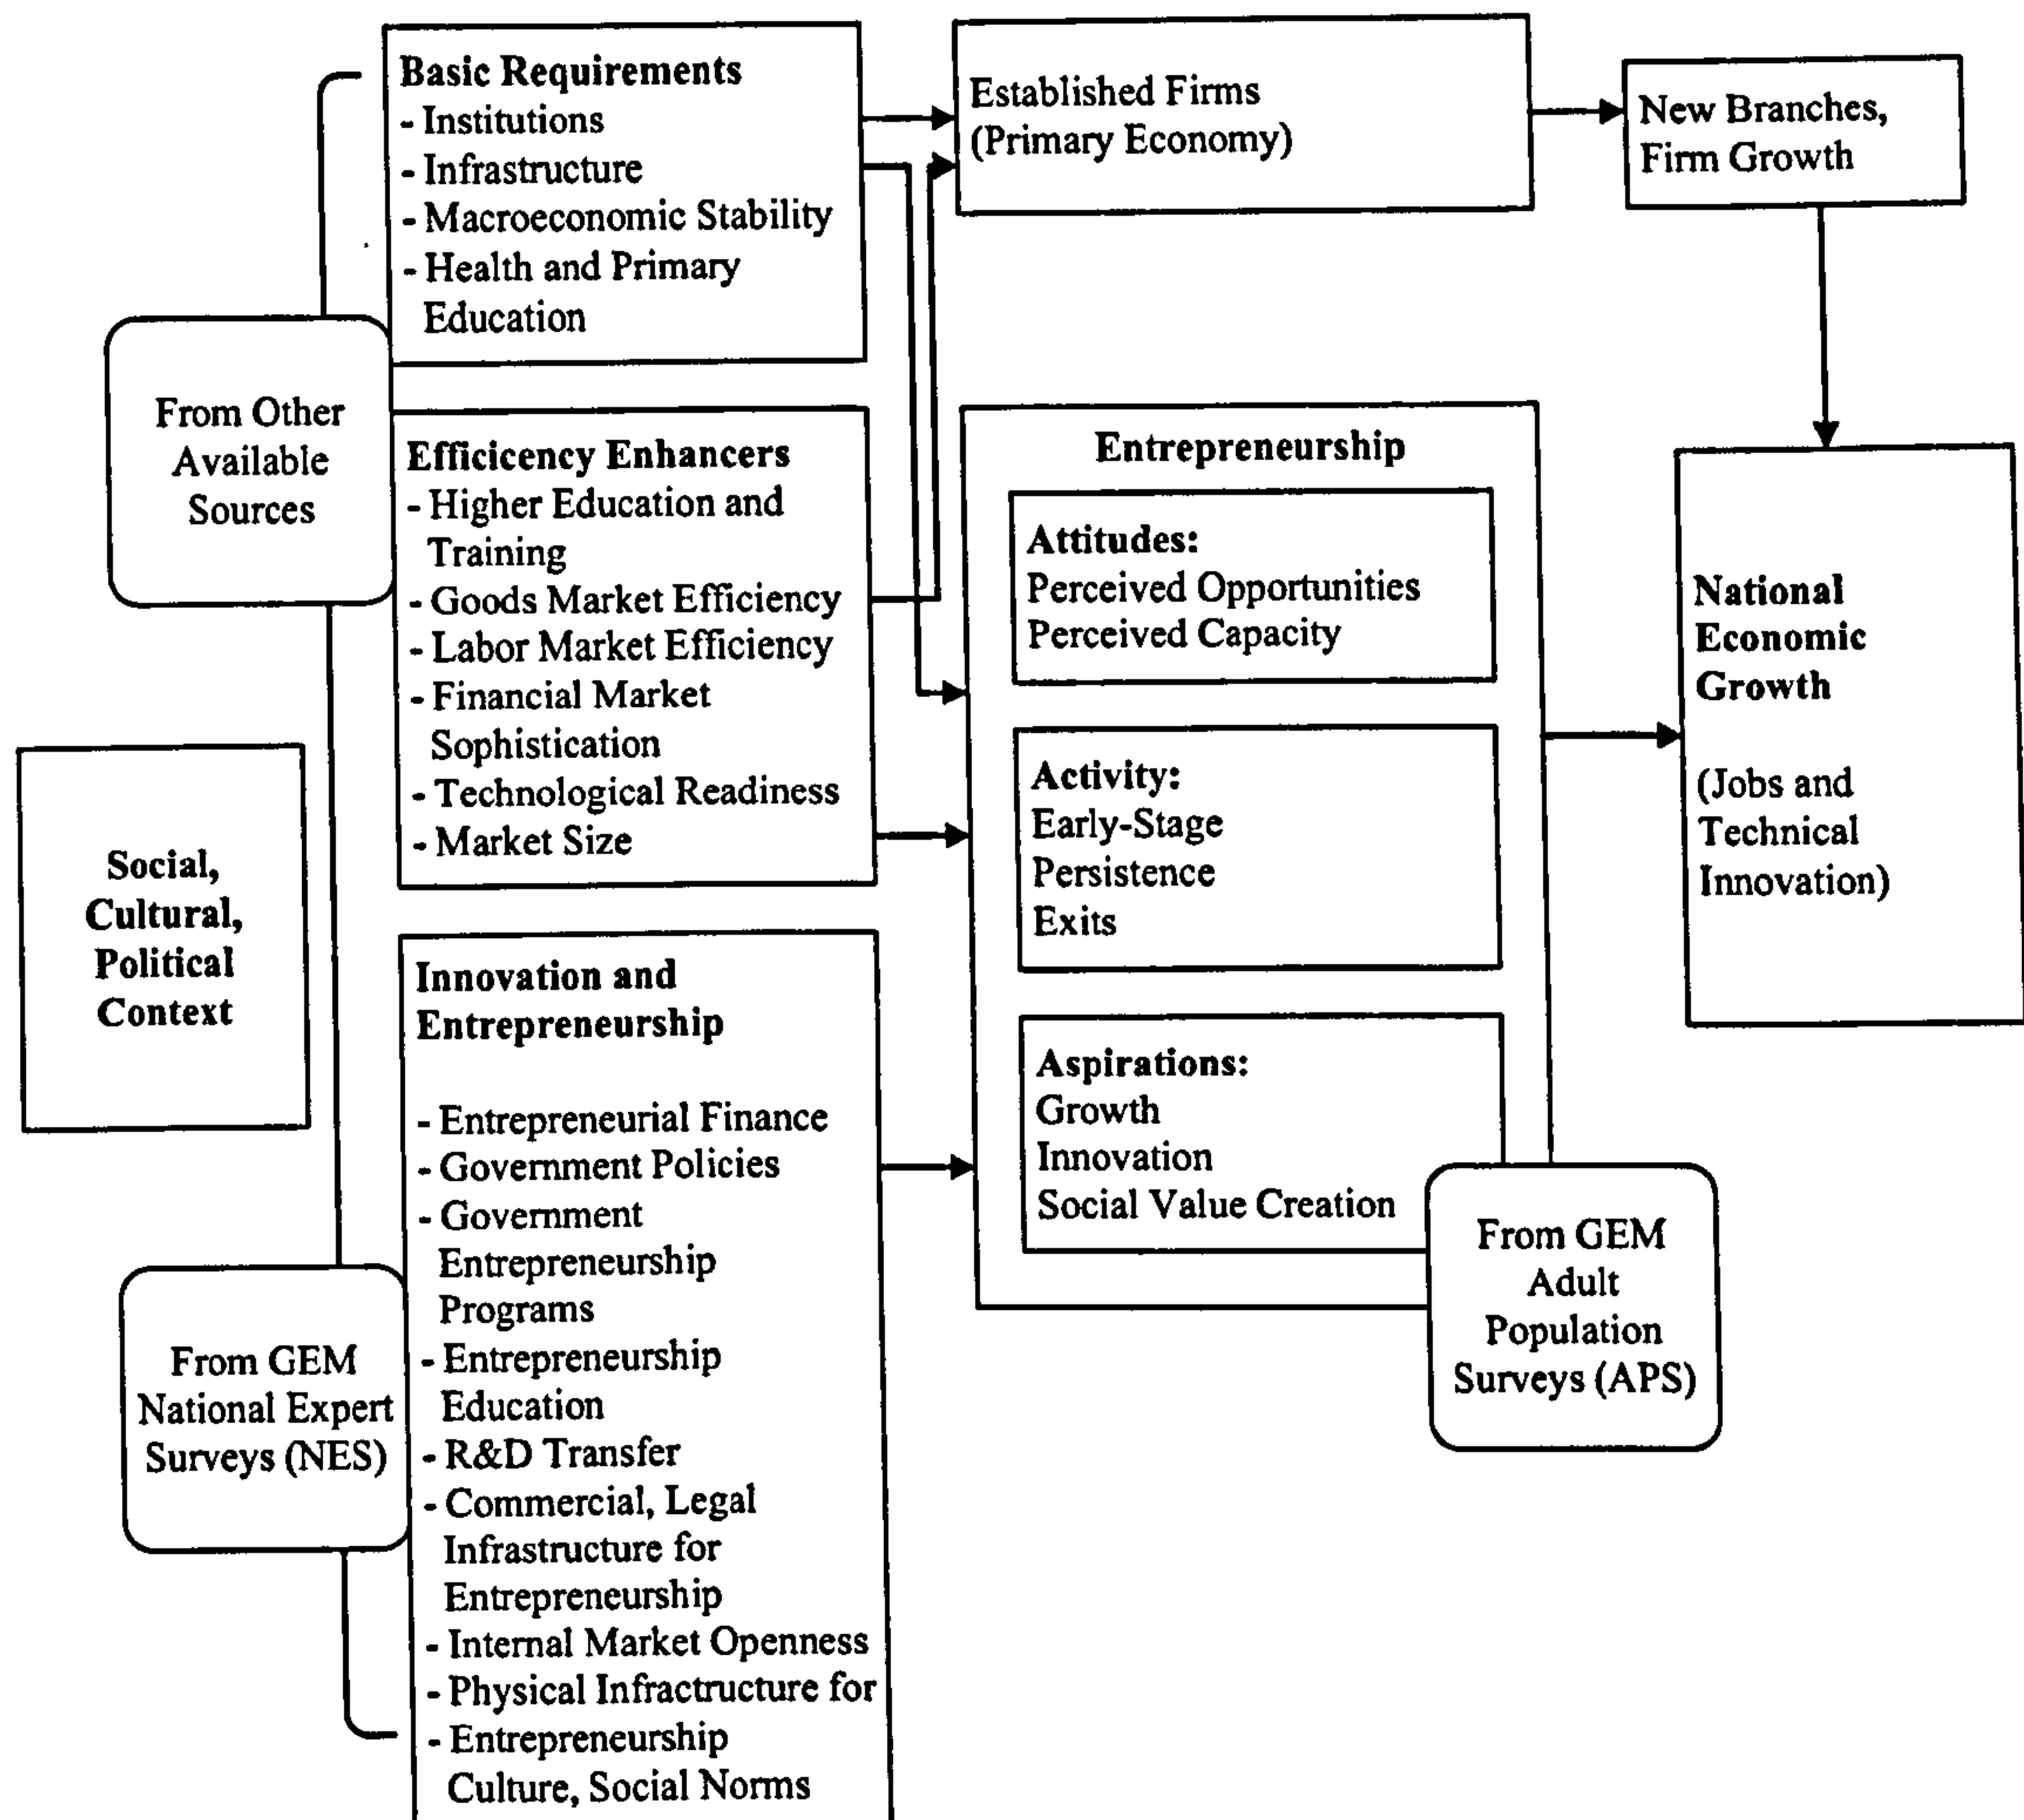 Basic Requirements
- Institutions
- Infrastructure
- Macroeconomic Stability
- Health and Primary
Education
Established Firms
(Primary Economy)
New Branches,
Firm Growth
From Other
Available
Sources
Efficicency Enhancers
- Higher Education and
Training
- Goods Market Efficiency
- Labor Market Efficiency
- Financial Market
Sophistication
- Technological Readiness
- Market Size
Entrepreneurship
Attitudes:
Perceived Opportunities
Perceived Capacity
Activity:
Early-Stage
Persistence
Exits
Aspirations:
Growth
Innovation
Social Value Creation
National
Economic
Growth
(Jobs and
Technical
Innovation)
Social,
Cultural,
Political
Context
Innovation and
Entrepreneurship
- Entrepreneurial Finance
- Government Policies
- Government
Entrepreneurship
Programs
- Entrepreneurship
Education
- R&D Transfer
- Commercial, Legal
Infrastructure for
Entrepreneurship
- Internal Market Openness
- Physical Infractructure for
- Entrepreneurship
Culture, Social Norms
From GEM
National Expert
Surveys (NES)
From GEM
Adult
Population
Surveys (APS)